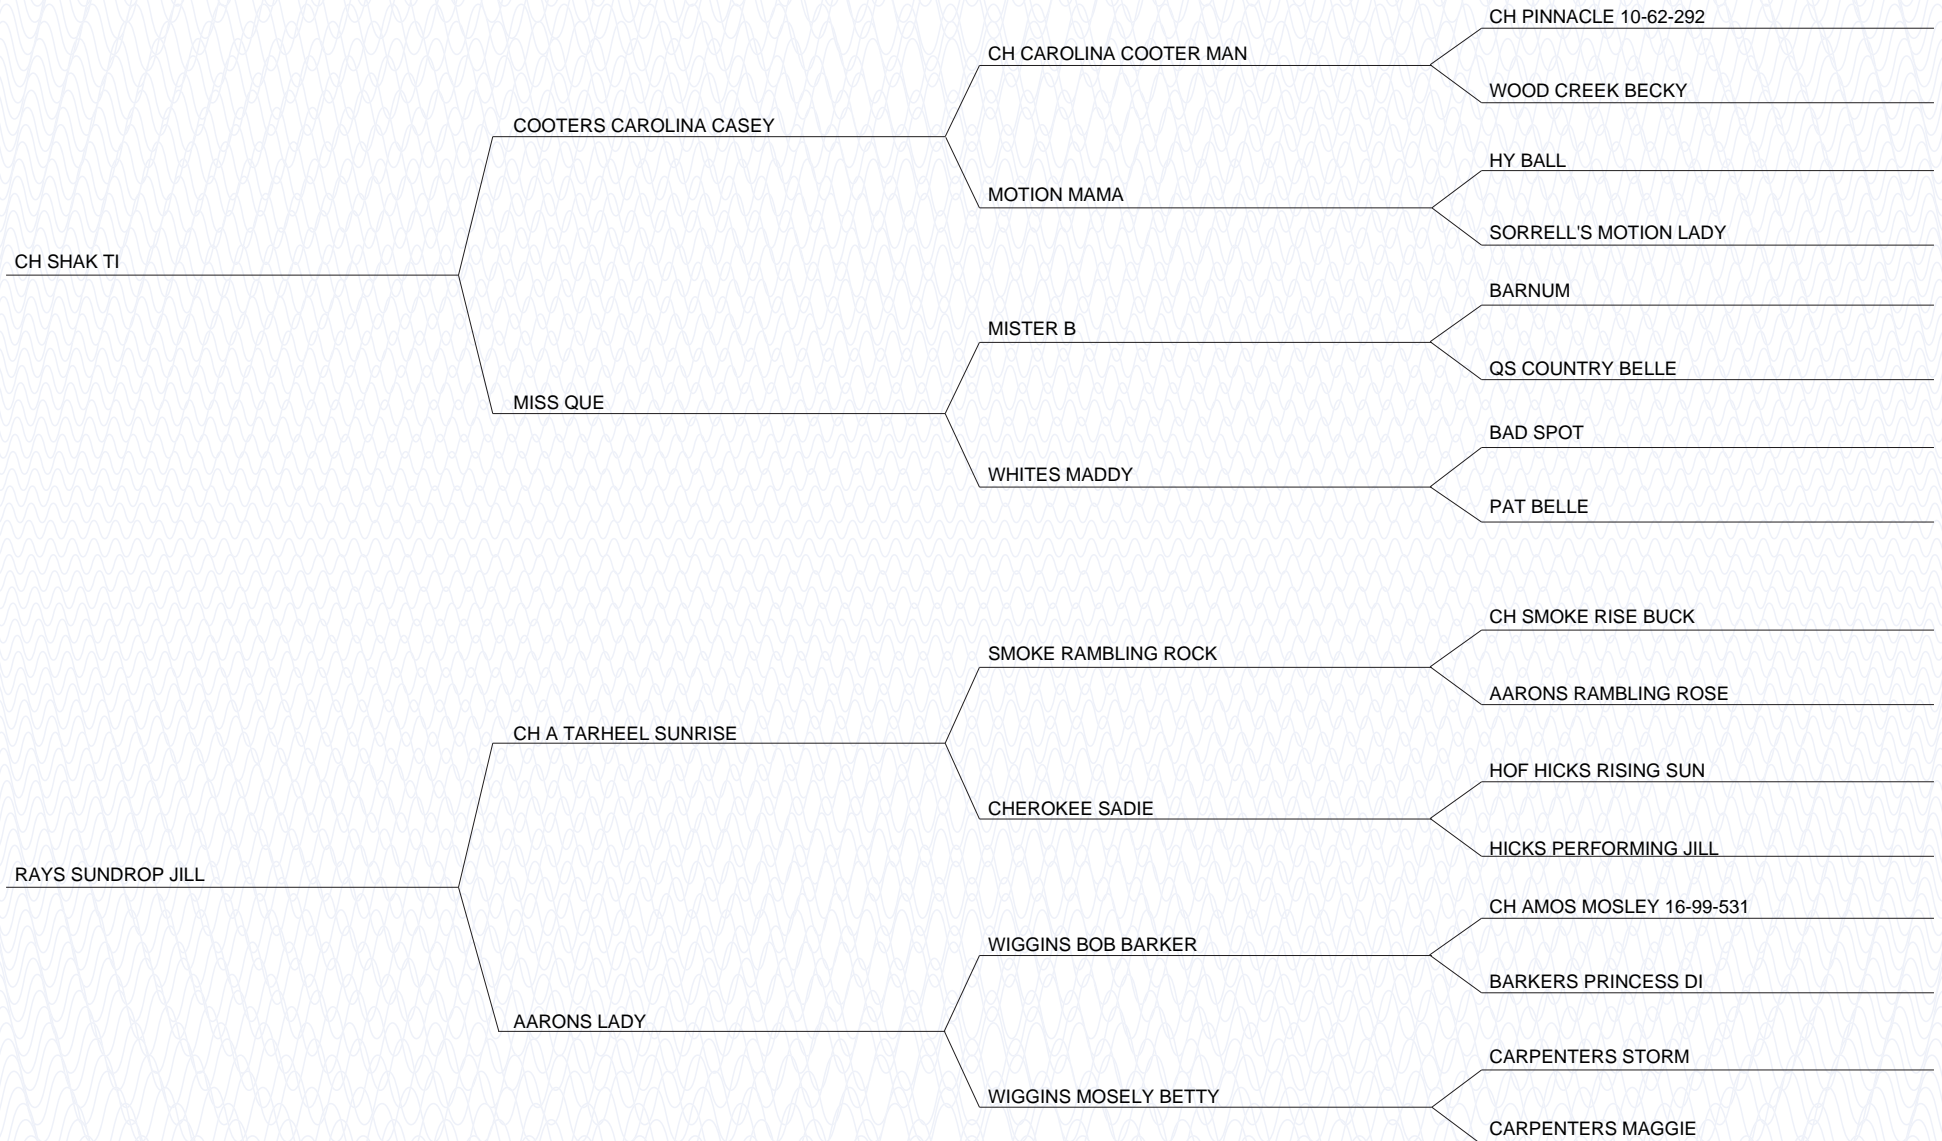 CH PINNACLE 10-62-292
CH CAROLINA COOTER MAN
WOOD CREEK BECKY
COOTERS CAROLINA CASEY
HY BALL
MOTION MAMA
SORRELL'S MOTION LADY
CH SHAK TI
BARNUM
MISTER B
QS COUNTRY BELLE
MISS QUE
BAD SPOT
WHITES MADDY
PAT BELLE
CH SMOKE RISE BUCK
SMOKE RAMBLING ROCK
AARONS RAMBLING ROSE
CH A TARHEEL SUNRISE
HOF HICKS RISING SUN
CHEROKEE SADIE
HICKS PERFORMING JILL
RAYS SUNDROP JILL
CH AMOS MOSLEY 16-99-531
WIGGINS BOB BARKER
BARKERS PRINCESS DI
AARONS LADY
CARPENTERS STORM
WIGGINS MOSELY BETTY
CARPENTERS MAGGIE